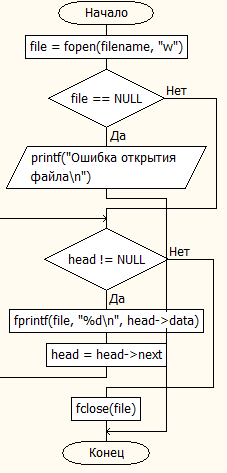 Начало
file = fopen(filename, "w")
file == NULL
Нет
Да
printf("Ошибка открытия
файла\n")
head != NULL
Нет
Да
fprintf(file, "%d\n", head->data)
head = head->next
fclose(file)
Конец